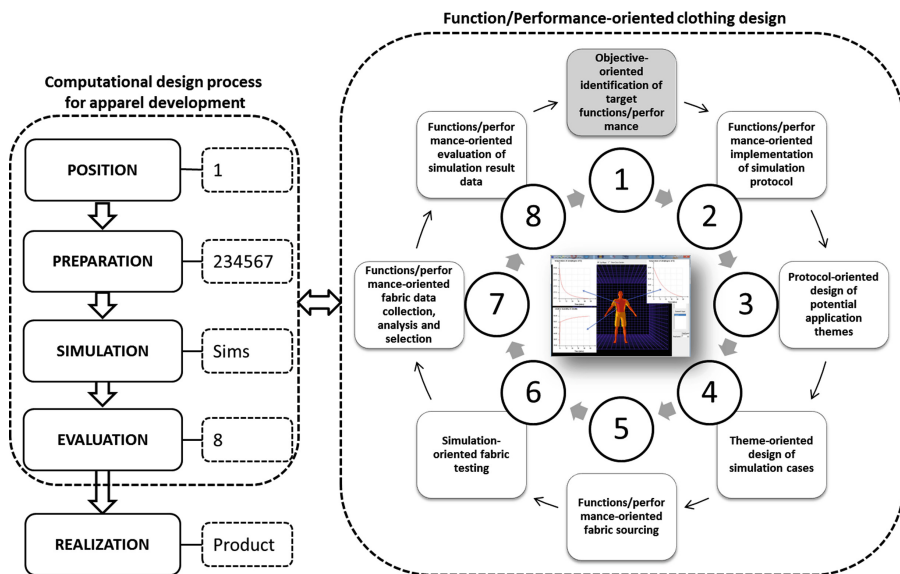 Function/Performance-oriented clothing design
Computational design process
for apparel development
POSITION
1
PREPARATION
234567
SIMULATION
Sims
EVALUATION
8
REALIZATION
Product
Objective-
oriented
identification of
target
functions/perfor
mance
1
Functions/perfor
mance-oriented
implementation
of simulation
protocol
2
Protocol-oriented
design of
potential
application
themes
3
Theme-oriented
design of
simulation cases
4
Functions/perfor
mance-oriented
fabric sourcing
5
Simulation-
oriented fabric
testing
6
Functions/perfor
mance-oriented
fabric data
collection,
analysis and
selection
7
Functions/perfor
mance-oriented
evaluation of
simulation result
data
8